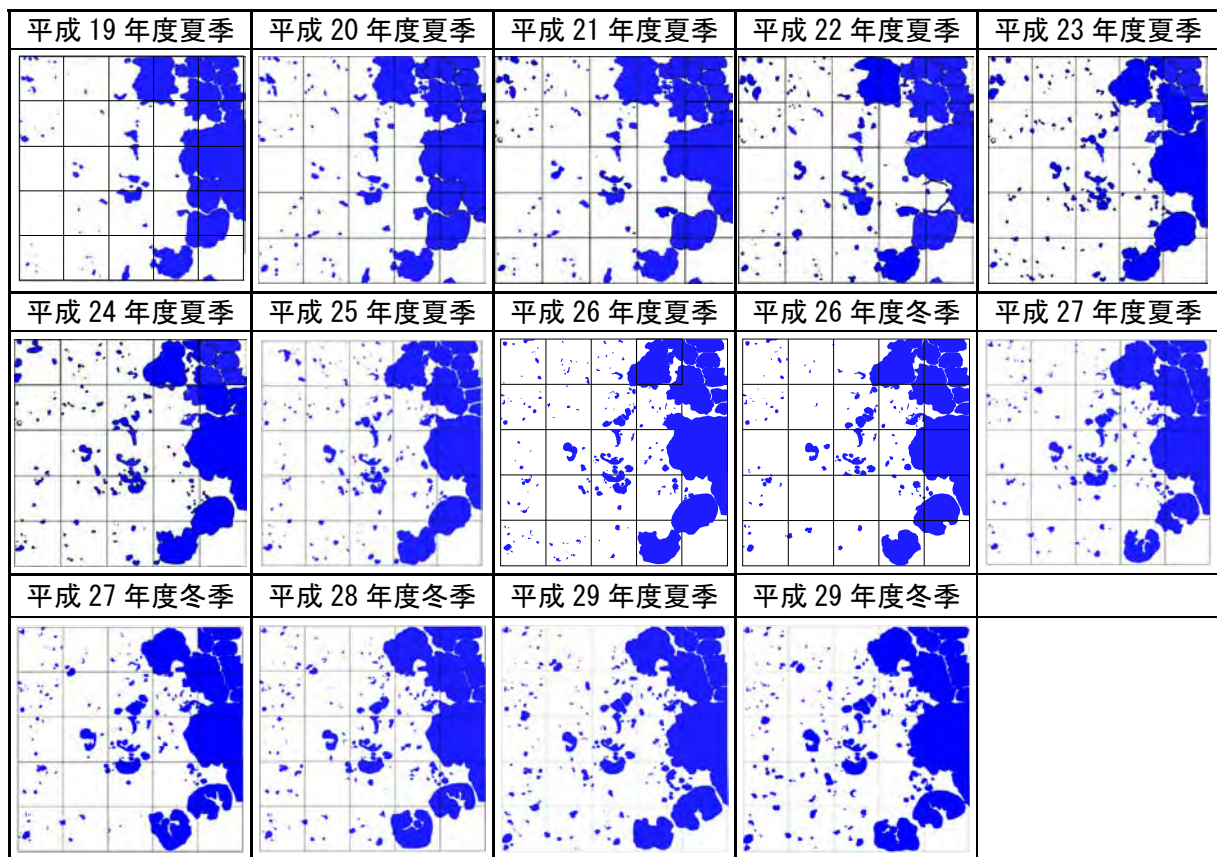 平成 19 年度夏季
平成 20 年度夏季
平成 21 年度夏季
平成 22 年度夏季
平成 23 年度夏季
平成 24 年度夏季
平成 25 年度夏季
平成 26 年度夏季
平成 26 年度冬季
平成 27 年度夏季
平成 27 年度冬季
平成 28 年度冬季
平成 29 年度夏季
平成 29 年度冬季